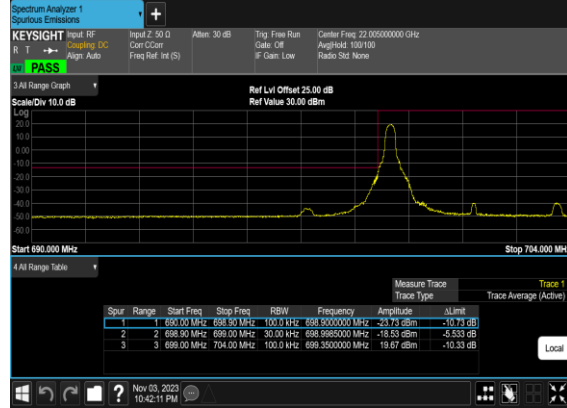 Spectrum Analyzer 1
Spurious Emissions
+
KEYSIGHT Input: RF Input Z: 50 Ω Atten: 30 dB Trig: Free Run Center Freq: 22.005000000 GHz
R T Coupling: DC Corr CCorr Gate: Off Avg|Hold: 100/100
Align: Auto Freq Ref: Int (S) IF Gain: Low Radio Std: None
LW PASS
3 All Range Graph
Ref Lvl Offset 25.00 dB
Scale/Div 10.0 dB Ref Value 30.00 dBm
Log
20.0
10.0
0.00
-10.0
-20.0
-30.0
-40.0
-50.0
-60.0
Start 690.000 MHz Stop 704.000 MH
4 All Range Table
Measure Trace Trace 1
Trace Type Trace Average (Active)
Spur Range Start Freq Stop Freq RBW Frequency Amplitude ΔLimit
1 1 690.00 MHz 698.90 MHz 100.0 kHz 698.9000000 MHz -23.73 dBm -10.73 dB
2 2 698.90 MHz 699.00 MHz 30.00 kHz 698.9985000 MHz -18.53 dBm -5.533 dB
3 3 699.00 MHz 704.00 MHz 100.0 kHz 699.3500000 MHz 19.67 dBm -10.33 dB
Local
? Nov 03, 2023
10:42:11 PM